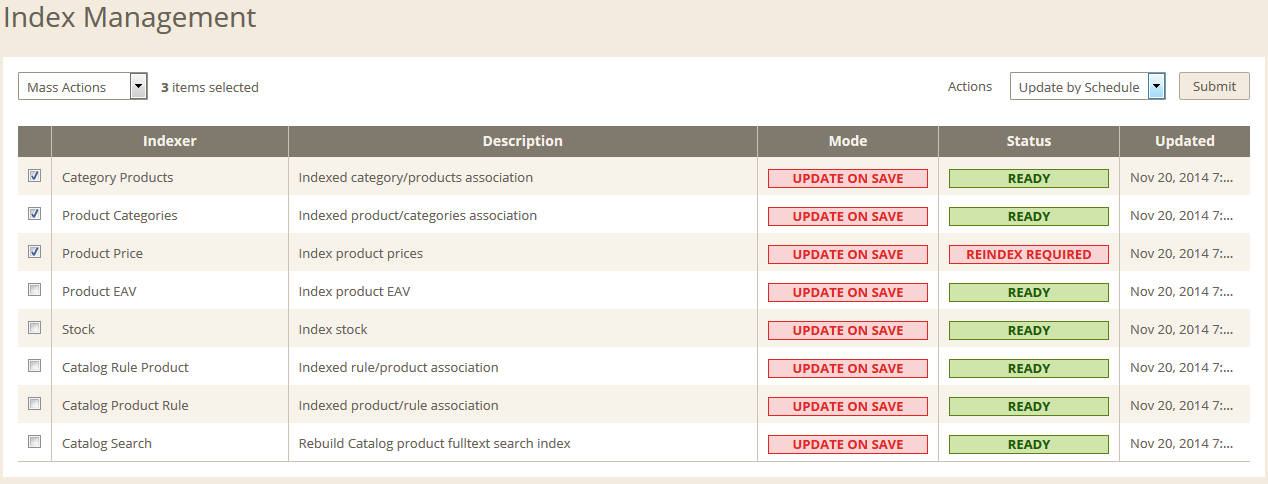 Index Management
Mass Actions 3 items selected Actions Update by Schedule Submit
Indexer Description Mode Status Updated
Category Products Indexed category/products association UPDATE ON SAVE READY Nov 20, 2014 7:...
Product Categories Indexed product/categories association UPDATE ON SAVE READY Nov 20, 2014 7:...
Product Price Index product prices UPDATE ON SAVE REINDEX REQUIRED Nov 20, 2014 7:...
Product EAV Index product EAV UPDATE ON SAVE READY Nov 20, 2014 7:...
Stock Index stock UPDATE ON SAVE READY Nov 20, 2014 7:...
Catalog Rule Product Indexed rule/product association UPDATE ON SAVE READY Nov 20, 2014 7:...
Catalog Product Rule Indexed product/rule association UPDATE ON SAVE READY Nov 20, 2014 7:...
Catalog Search Rebuild Catalog product fulltext search index UPDATE ON SAVE READY Nov 20, 2014 7:...